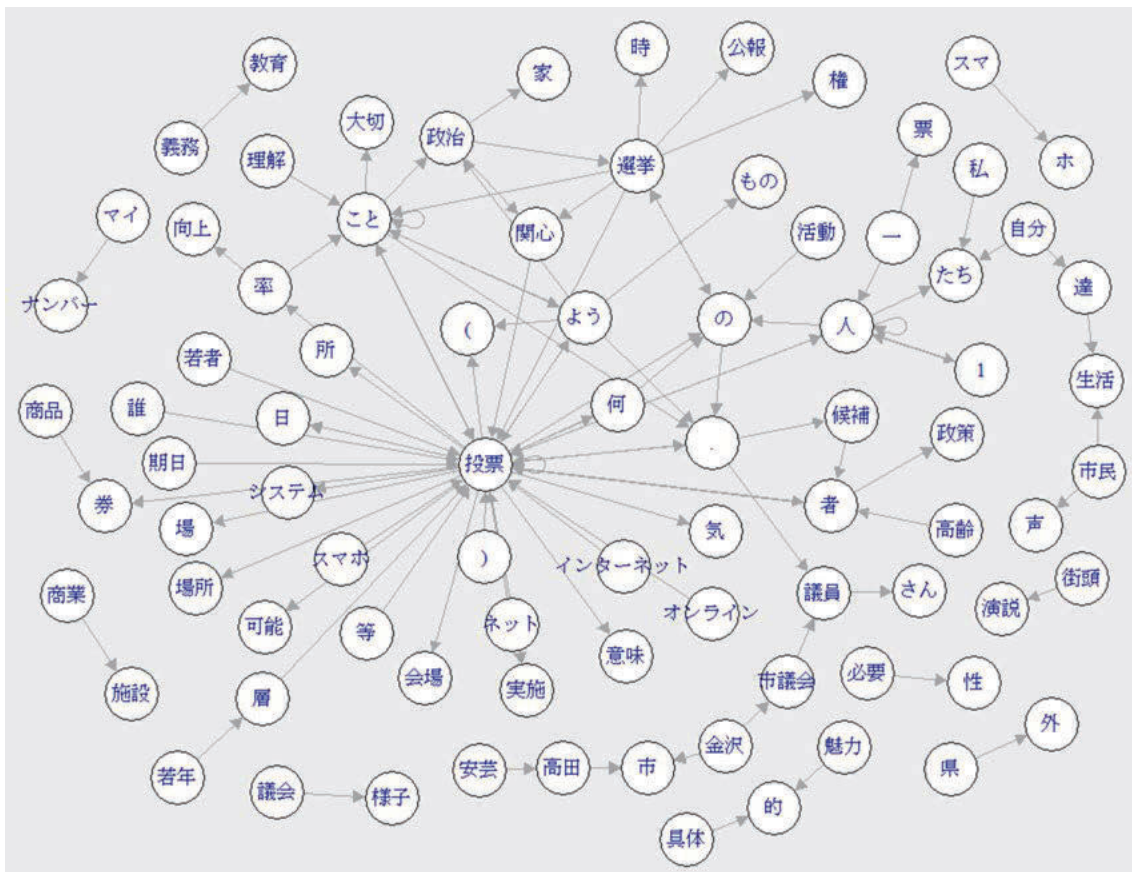 教育
時
公報
家
スマ
権
大切
政治
票
義務
理解
選挙
ホ
私
もの
マイ
向上
こと
関心
活動
一
自分
たち
率
達
ナンバー
(
よう
の
人
所
若者
1
生活
商品
誰
日
何
候補
政策
.
期日
投票
市民
券
システム
者
場
気
高齢
声
スマホ
)
インターネット
街頭
商業
場所
議員
さん
演説
可能
等
ネット
オンライン
意味
会場
実施
市議会
必要
性
施設
層
外
金沢
魅力
若年
安芸
高田
市
県
議会
様子
的
具体